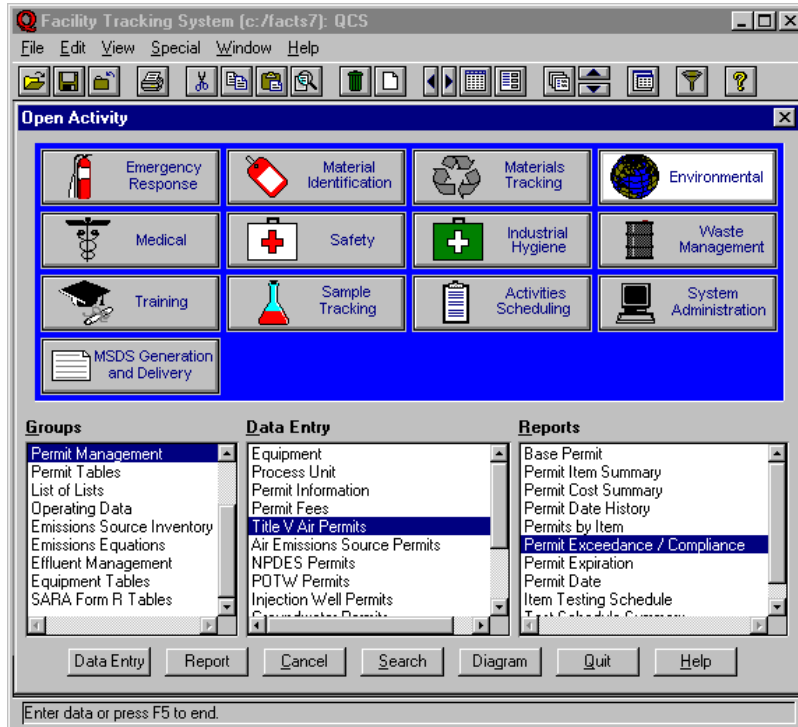 Facility Tracking System (c:/facts7): QCS
File Edit View Special Window Help
Open Activity
Emergency Response
Material Identification
Materials Tracking
Environmental
Medical
Safety
Industrial Hygiene
Waste Management
Training
Sample Tracking
Activities Scheduling
System Administration
MSDS Generation and Delivery
Groups
Permit Management
Permit Tables
List of Lists
Operating Data
Emissions Source Inventory
Emissions Equations
Effluent Management
Equipment Tables
SARA Form R Tables
Data Entry
Equipment
Process Unit
Permit Information
Permit Fees
Title V Air Permits
Air Emissions Source Permits
NPDES Permits
POTW Permits
Injection Well Permits
Groundwater Permits
Reports
Base Permit
Permit Item Summary
Permit Cost Summary
Permit Date History
Permits by Item
Permit Exceedance / Compliance
Permit Expiration
Permit Date
Item Testing Schedule
Test Schedule Summary
Data Entry Report Cancel Search Diagram Quit Help
Enter data or press F5 to end.